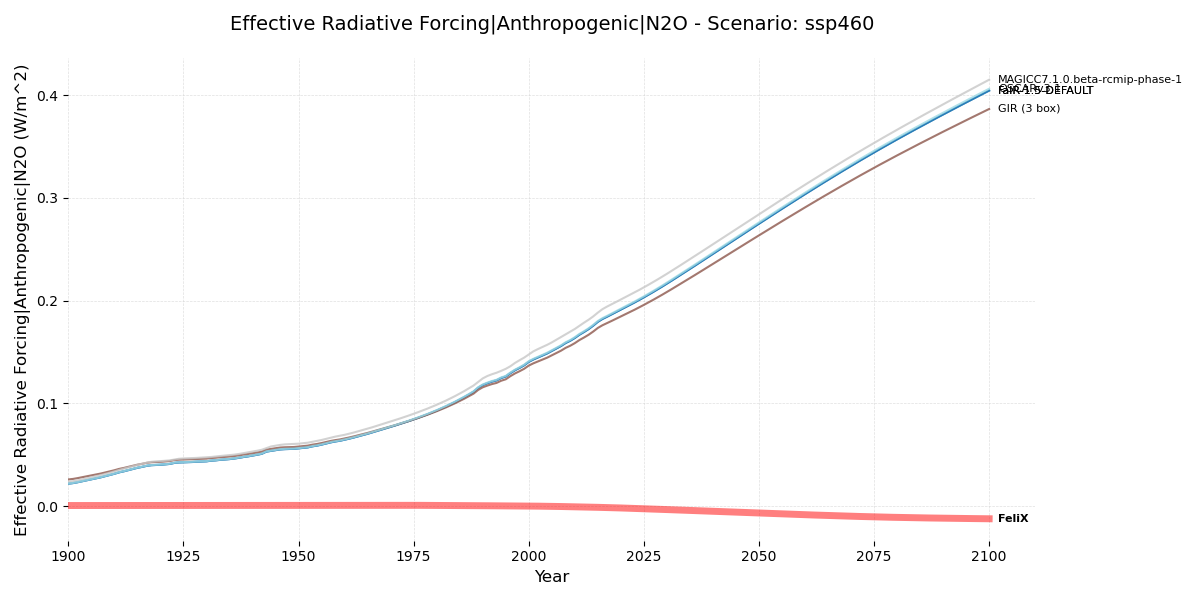 Effective Radiative Forcing|Anthropogenic|N2O - Scenario: ssp460
Effective Radiative Forcing|Anthropogenic|N2O (W/m^2)
0.4
0.3
0.2
0.1
0.0
MAGICC7.1.0.beta-rcmip-phase-1
OSCARv3.1
FaIR-1.5-DEFAULT
GIR (3 box)
FeliX
1900 1925 1950 1975 2000 2025 2050 2075 2100
Year